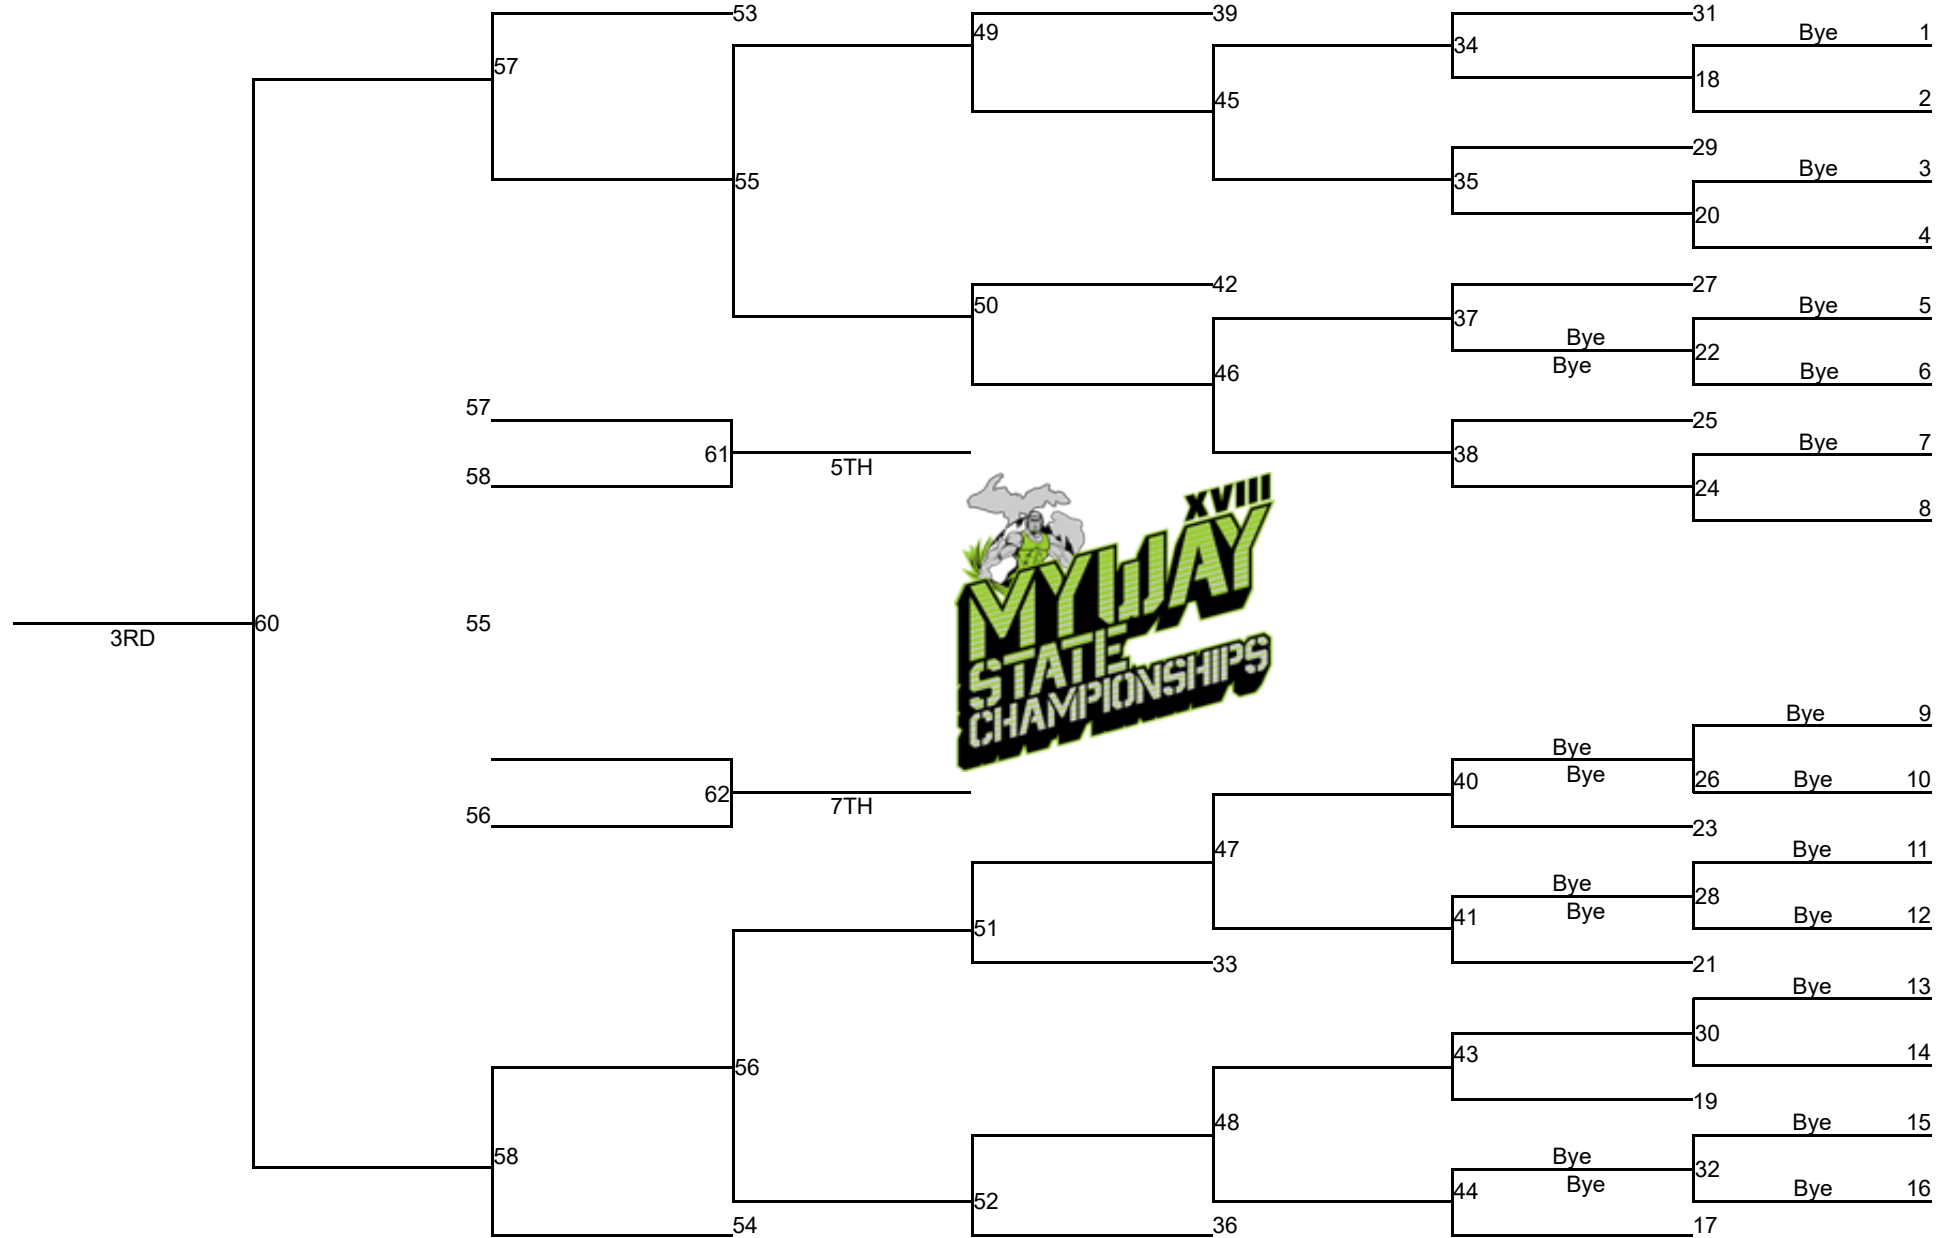 53
39
31
Bye 1
49
34
57
18
45
2
29
Bye 3
55
35
20
4
42
27
50
Bye 5
37
Bye
22
Bye
46
Bye 6
57
25
61
38
Bye 7
5TH
58
24
8
XVIII
MYWAY
STATE
CHAMPIONSHIPS
60
55
3RD
Bye 9
Bye
40
Bye
26
Bye 10
62
7TH
56
23
47
Bye 11
Bye
28
41
Bye
Bye 12
51
33
21
Bye 13
30
43
14
56
19
48
Bye 15
58
Bye
32
44
Bye
Bye 16
52
54
36
17